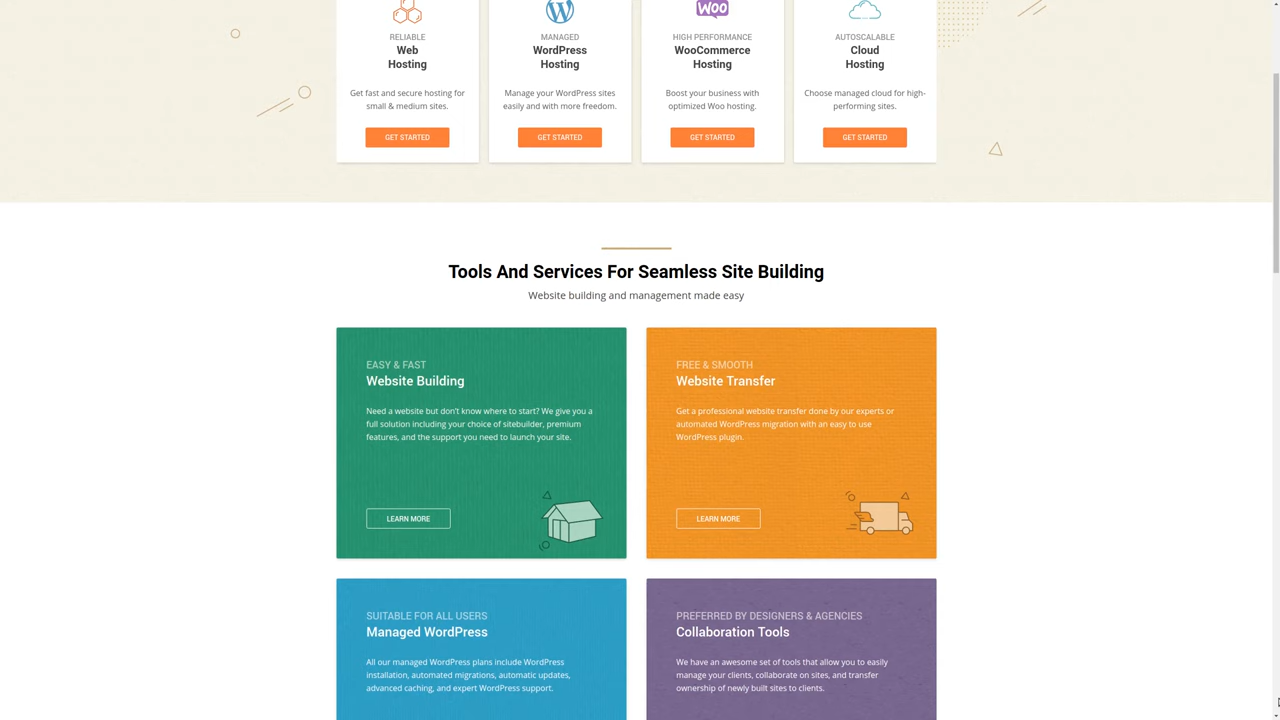 WOO
RELIABLE
Web
Hosting
Get fast and secure hosting for
small & medium sites.
GET STARTED
MANAGED
WordPress
Hosting
Manage your WordPress sites
easily and with more freedom.
GET STARTED
HIGH PERFORMANCE
WooCommerce
Hosting
Boost your business with
optimized Woo hosting.
GET STARTED
AUTOSCALABLE
Cloud
Hosting
Choose managed cloud for high-
performing sites.
GET STARTED
Tools And Services For Seamless Site Building
Website building and management made easy
EASY & FAST
Website Building
Need a website but don't know where to start? We give you a
full solution including your choice of sitebuilder, premium
features, and the support you need to launch your site.
LEARN MORE
FREE & SMOOTH
Website Transfer
Get a professional website transfer done by our experts or
automated WordPress migration with an easy to use
WordPress plugin.
LEARN MORE
SUITABLE FOR ALL USERS
Managed WordPress
All our managed WordPress plans include WordPress
installation, automated migrations, automatic updates,
advanced caching, and expert WordPress support.
PREFERRED BY DESIGNERS & AGENCIES
Collaboration Tools
We have an awesome set of tools that allow you to easily
manage your clients, collaborate on sites, and transfer
ownership of newly built sites to clients.